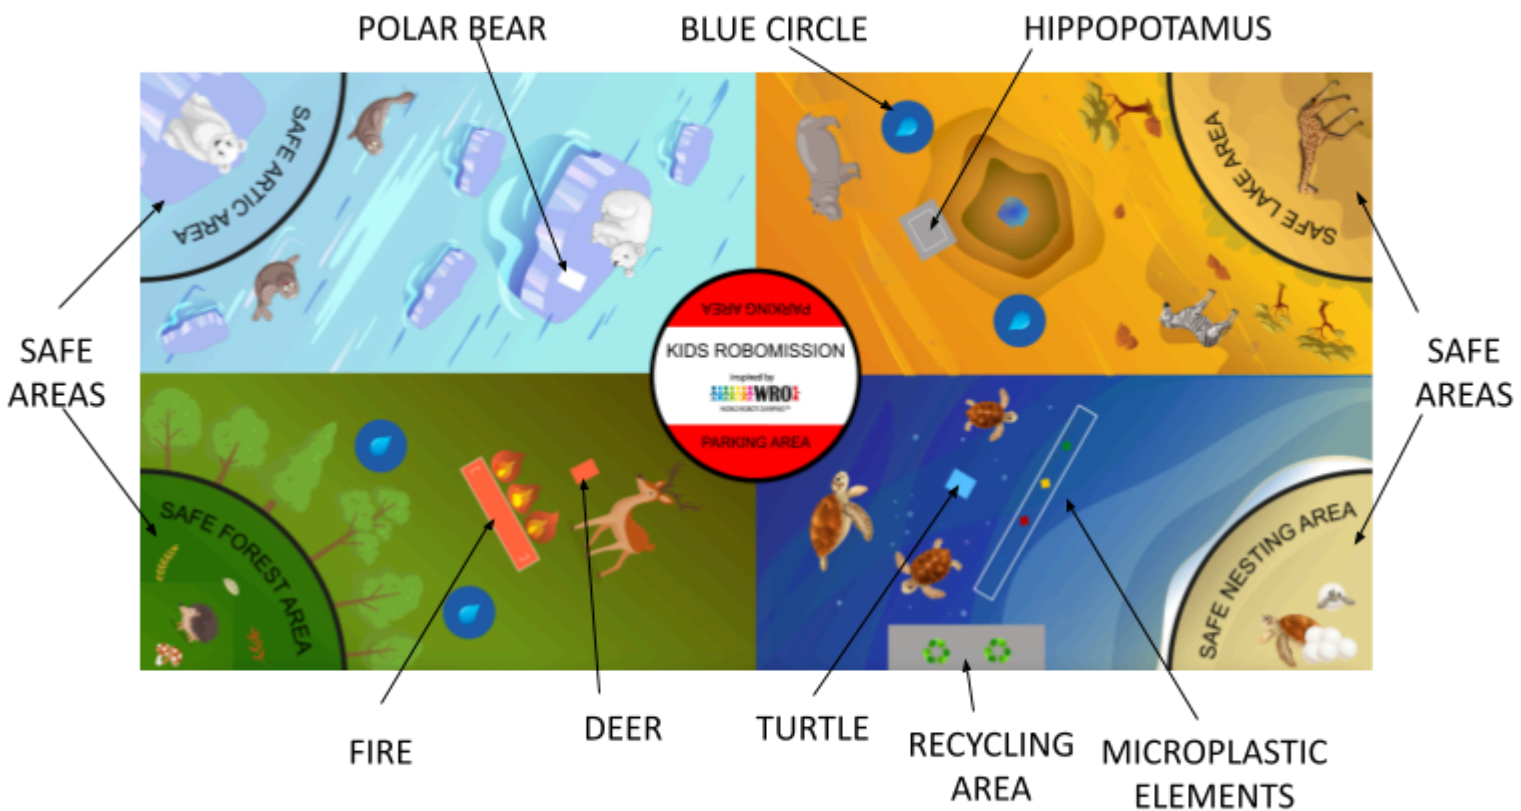 POLAR BEAR
BLUE CIRCLE
HIPPOPOTAMUS
SAFE ARTIC AREA
SAFE LAKE AREA
PARKING AREA
KIDS ROBOMISSION
inspired by
WRO
PARKING AREA
SAFE
AREAS
SAFE
AREAS
SAFE FOREST AREA
SAFE NESTING AREA
FIRE
DEER
TURTLE
RECYCLING
AREA
MICROPLASTIC
ELEMENTS